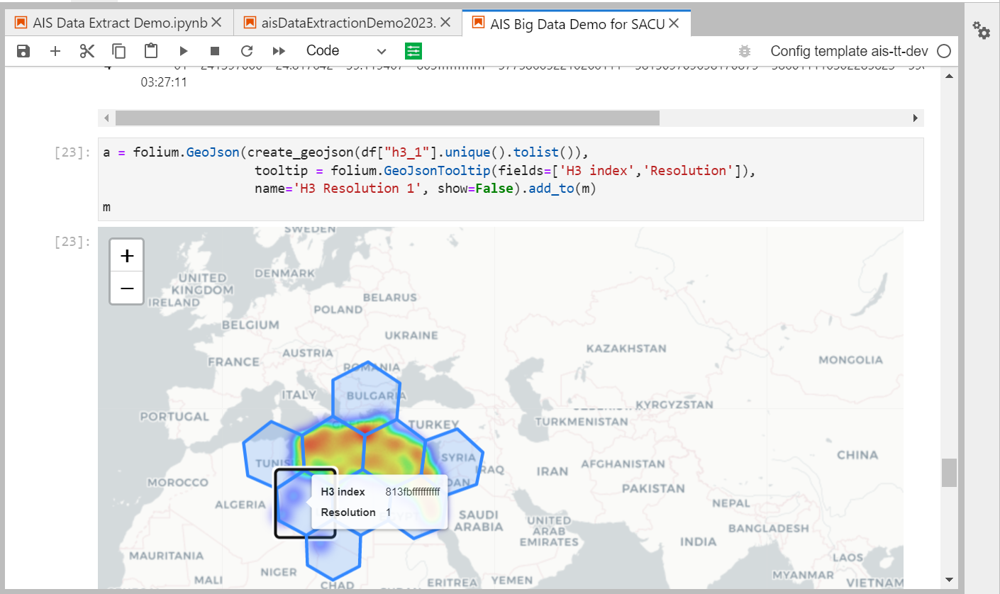 AIS Data Extract Demo.ipynb
aisDataExtractionDemo2023.
AIS Big Data Demo for SACU
Code
Config template ais-tt-dev
03:27:11
[23]:
a = folium.GeoJson(create_geojson(df["h3_1"].unique().tolist()),
tooltip = folium.GeoJsonTooltip(fields=['H3 index','Resolution']),
name='H3 Resolution 1', show=False).add_to(m)
m
[23]:
+
−
SWEDEN
DENMARK
UNITED
KINGDOM
IRELAND
BELARUS
POLAND
BELGIUM
UKRAINE
KAZAKHSTAN
AUSTRIA
FRANCE
MONGOLIA
ROMANIA
ITALY
BULGARIA
KYRGYZSTAN
PORTUGAL
TURKEY
TURKMENISTAN
TUNIS
SYRIA
CHINA
IRAQ
IRAN
AFGHANISTAN
MOROCCO
DAN
PAKISTAN
H3 index 813fbffffffffff
ALGERIA
NEPAL
Resolution 1
SAUDI
ARABIA
UNITED
ARAB
EMIRATES
BANGLADESH
INDIA
MAURITANIA
LAOS
NIGER
MALI
CHAD
ERITREA
YEMEN
MYANMAR
VIETNAM